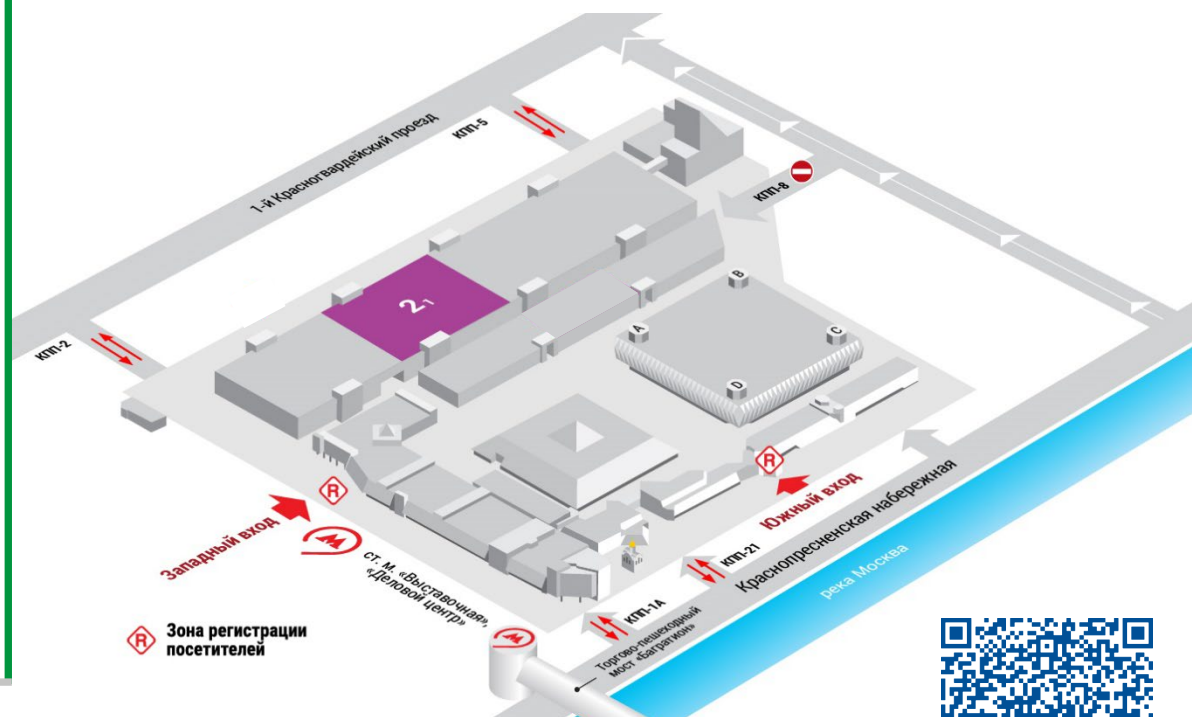 1-й Красногвардейский проезд
КПП-5
КПП-8
КПП-2
2.1
A
B
C
D
R
R
Западный вход
ст. м. «Выставочная»,
«Деловой центр»
Южный вход
КПП-21
КПП-1А
Краснопресненская набережная
река Москва
Торгово-пешеходный
мост «Багратион»
R
Зона регистрации
посетителей